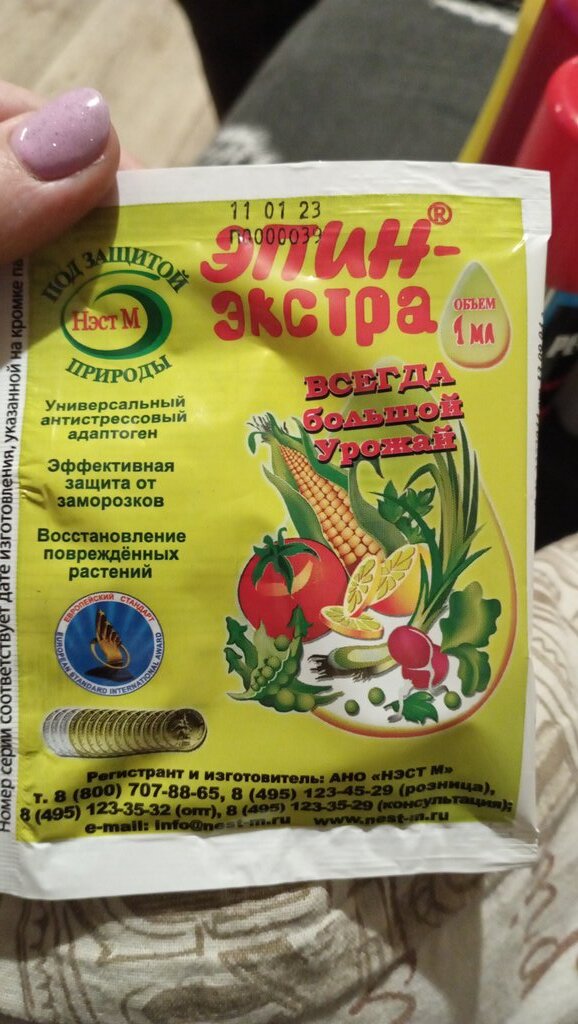 11 01 23
П0000039
ЭПИН-®
экстра
ОБЪЕМ
1 мл
ПОД ЗАЩИТОЙ
Нэст М
ПРИРОДЫ
ВСЕГДА
большой
Урожай
Универсальный
антистрессовый
адаптоген
Эффективная
защита от
заморозков
Восстановление
повреждённых
растений
ЕВРОПЕЙСКИЙ СТАНДАРТ
EUROPEAN STANDARD INTERNATIONAL AWARD
Регистрант и изготовитель: АНО «НЭСТ М»
т. 8 (800) 707-88-65, 8 (495) 123-45-29 (розница),
8 (495) 123-35-32 (опт), 8 (495) 123-35-29 (консультация);
e-mail: info@nest-m.ru www.nest-m.ru
Номер серии соответствует дате изготовления, указанной на кромке